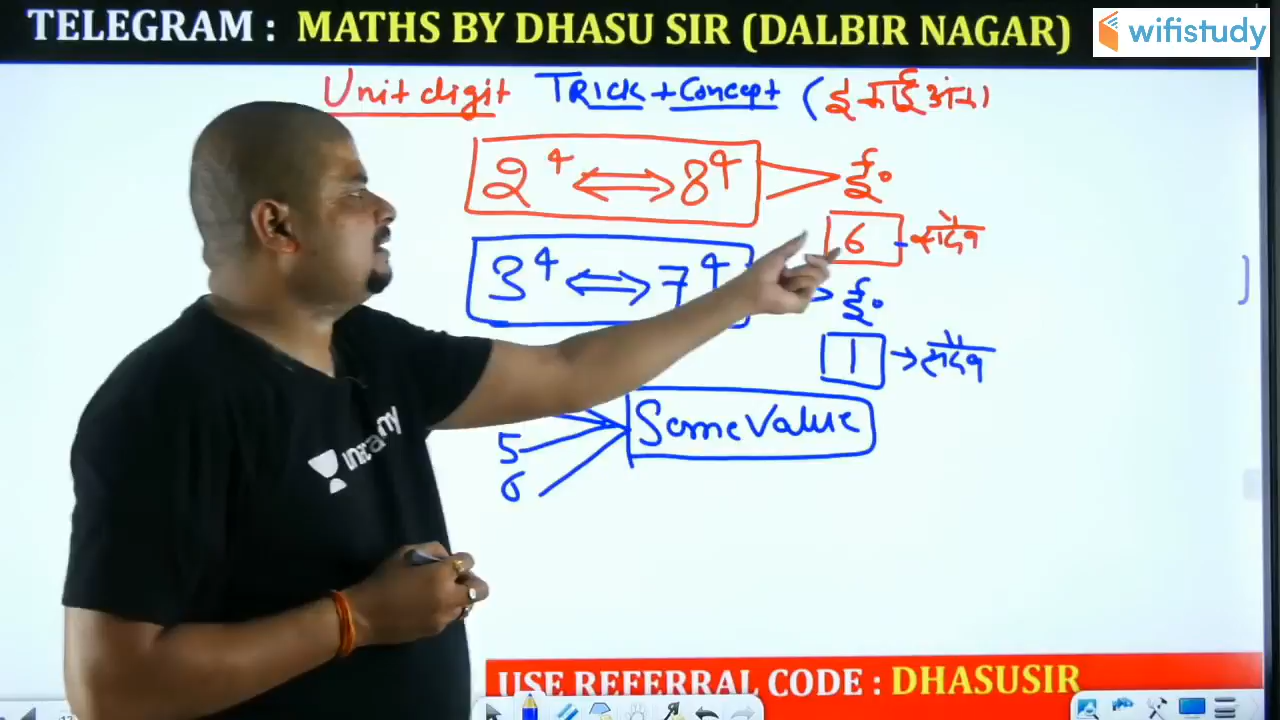 TELEGRAM : MATHS BY DHASU SIR (DALBIR NAGAR)
wifistudy
Unit digit TRick + Concept (इकाई अंक)
2⁴ ⟺ 8⁴
ई॰
6 → सदैव
3⁴ ⟺ 7⁴
ई॰
1 → सदैव
Same Value
5
6
unacademy
USE REFERRAL CODE : DHASUSIR